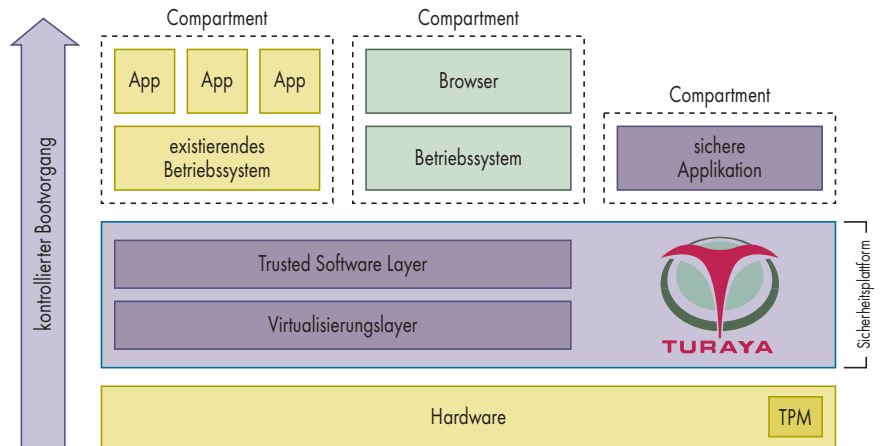 Compartment
Compartment
App
App
App
Browser
Compartment
existierendes
Betriebssystem
Betriebssystem
sichere
Applikation
kontrollierter Bootvorgang
Trusted Software Layer
Virtualisierungslayer
TURAYA
Sicherheitsplattform
Hardware
TPM